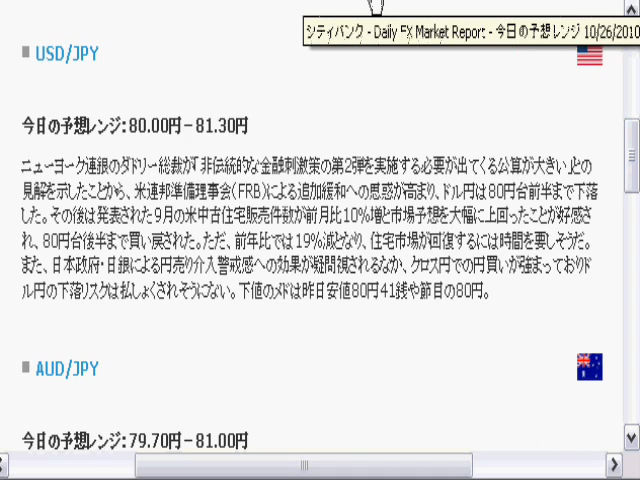 シティバンク - Daily FX Market Report - 今日の予想レンジ 10/26/2010
USD/JPY
今日の予想レンジ：80.00円－81.30円
ニューヨーク連銀のダドリー総裁が「非伝統的な金融刺激策の第2弾を実施する必要が出てくる公算が大きい」との
見解を示したことから、米連邦準備理事会（FRB）による追加緩和への思惑が高まり、ドル円は80円台前半まで下落
した。その後は発表された9月の米中古住宅販売件数が前月比10％増と市場予想を大幅に上回ったことが好感さ
れ、80円台後半まで買い戻された。ただ、前年比では19％減となり、住宅市場が回復するには時間を要しそうだ。
また、日本政府・日銀による円売り介入警戒感への効果が疑問視されるなか、クロス円での円買いが強まっておりド
ル円の下落リスクは払しょくされそうにない。下値のメドは昨日安値80円41銭や節目の80円。
AUD/JPY
今日の予想レンジ：79.70円－81.00円